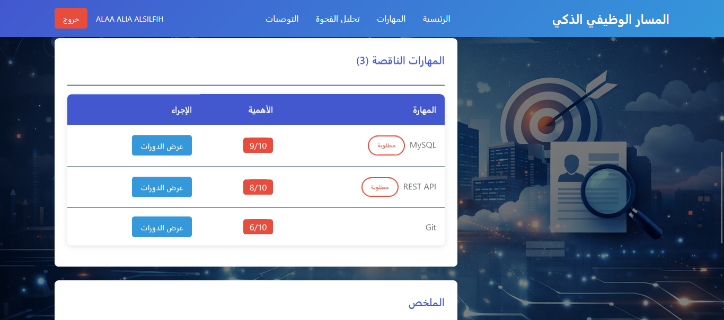 المسار الوظيفي الذكي
الرئيسية المهارات تحليل الفجوة التوصيات
ALAA ALIA ALSILFIH خروج
المهارات الناقصة (3)
المهارة الأهمية الإجراء
MySQL مطلوبة 9/10 عرض الدورات
REST API مطلوبة 8/10 عرض الدورات
Git 6/10 عرض الدورات
الملخص